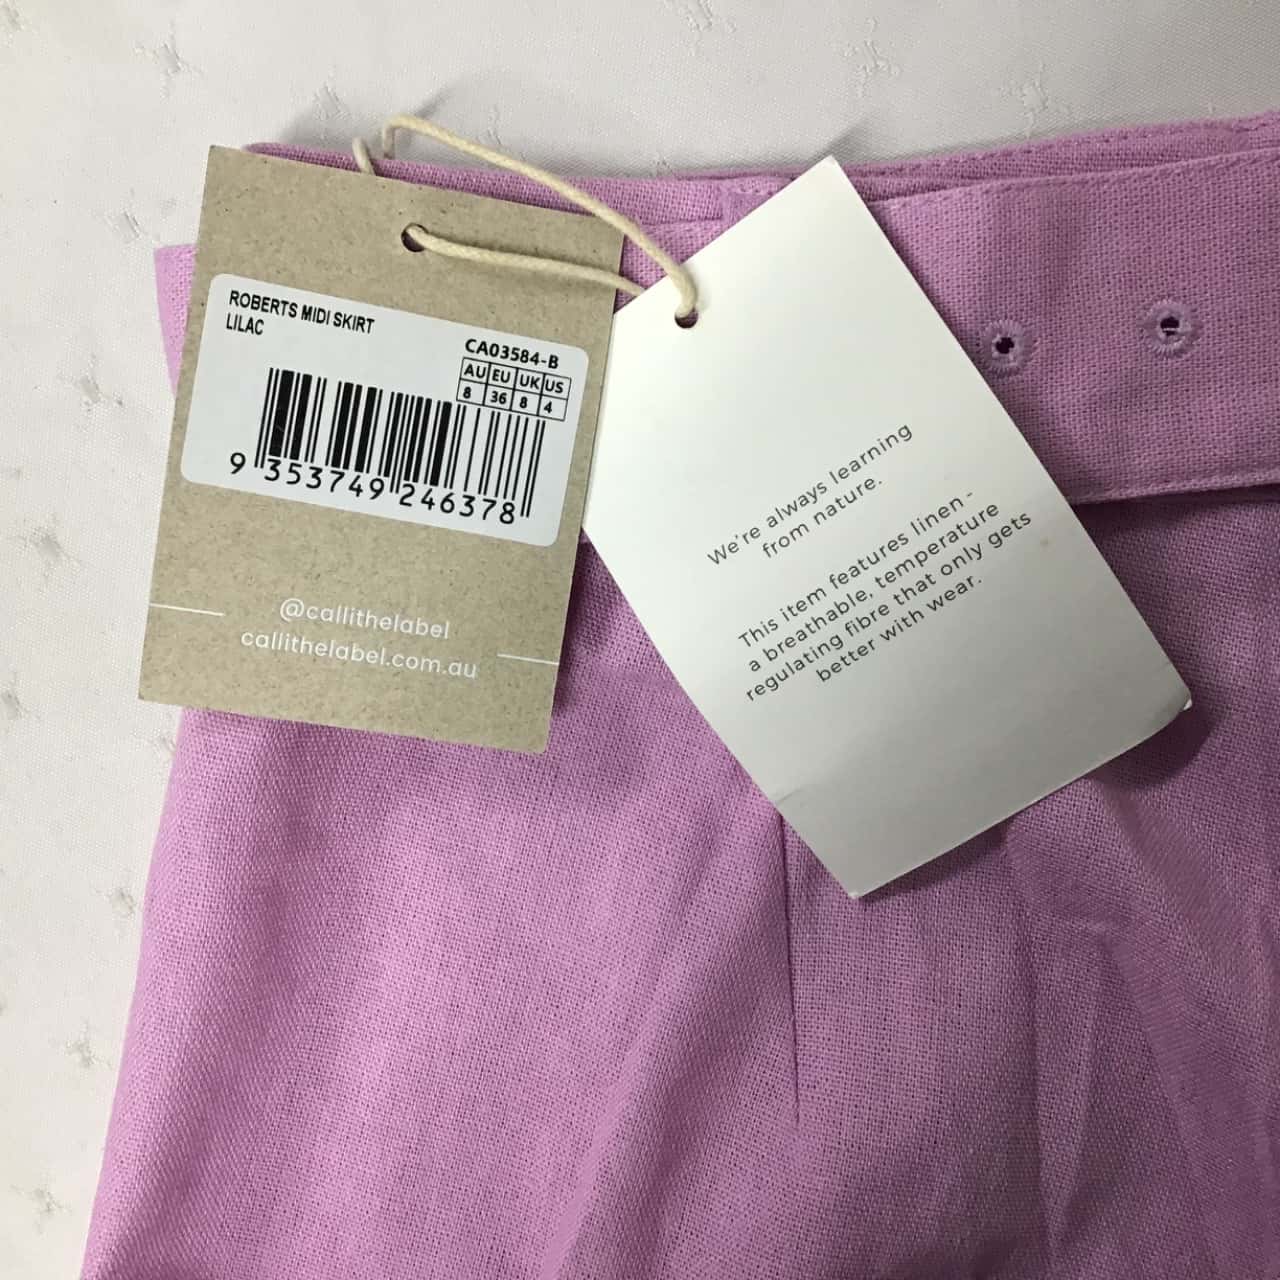 ROBERTS MIDI SKIRT
LILAC
CA03584-B
AU EU UK US
8 36 8 4
9 353749 246378
@callithelabel
callithelabel.com.au
We're always learning
from nature.
This item features linen -
a breathable, temperature
regulating fibre that only gets
better with wear.